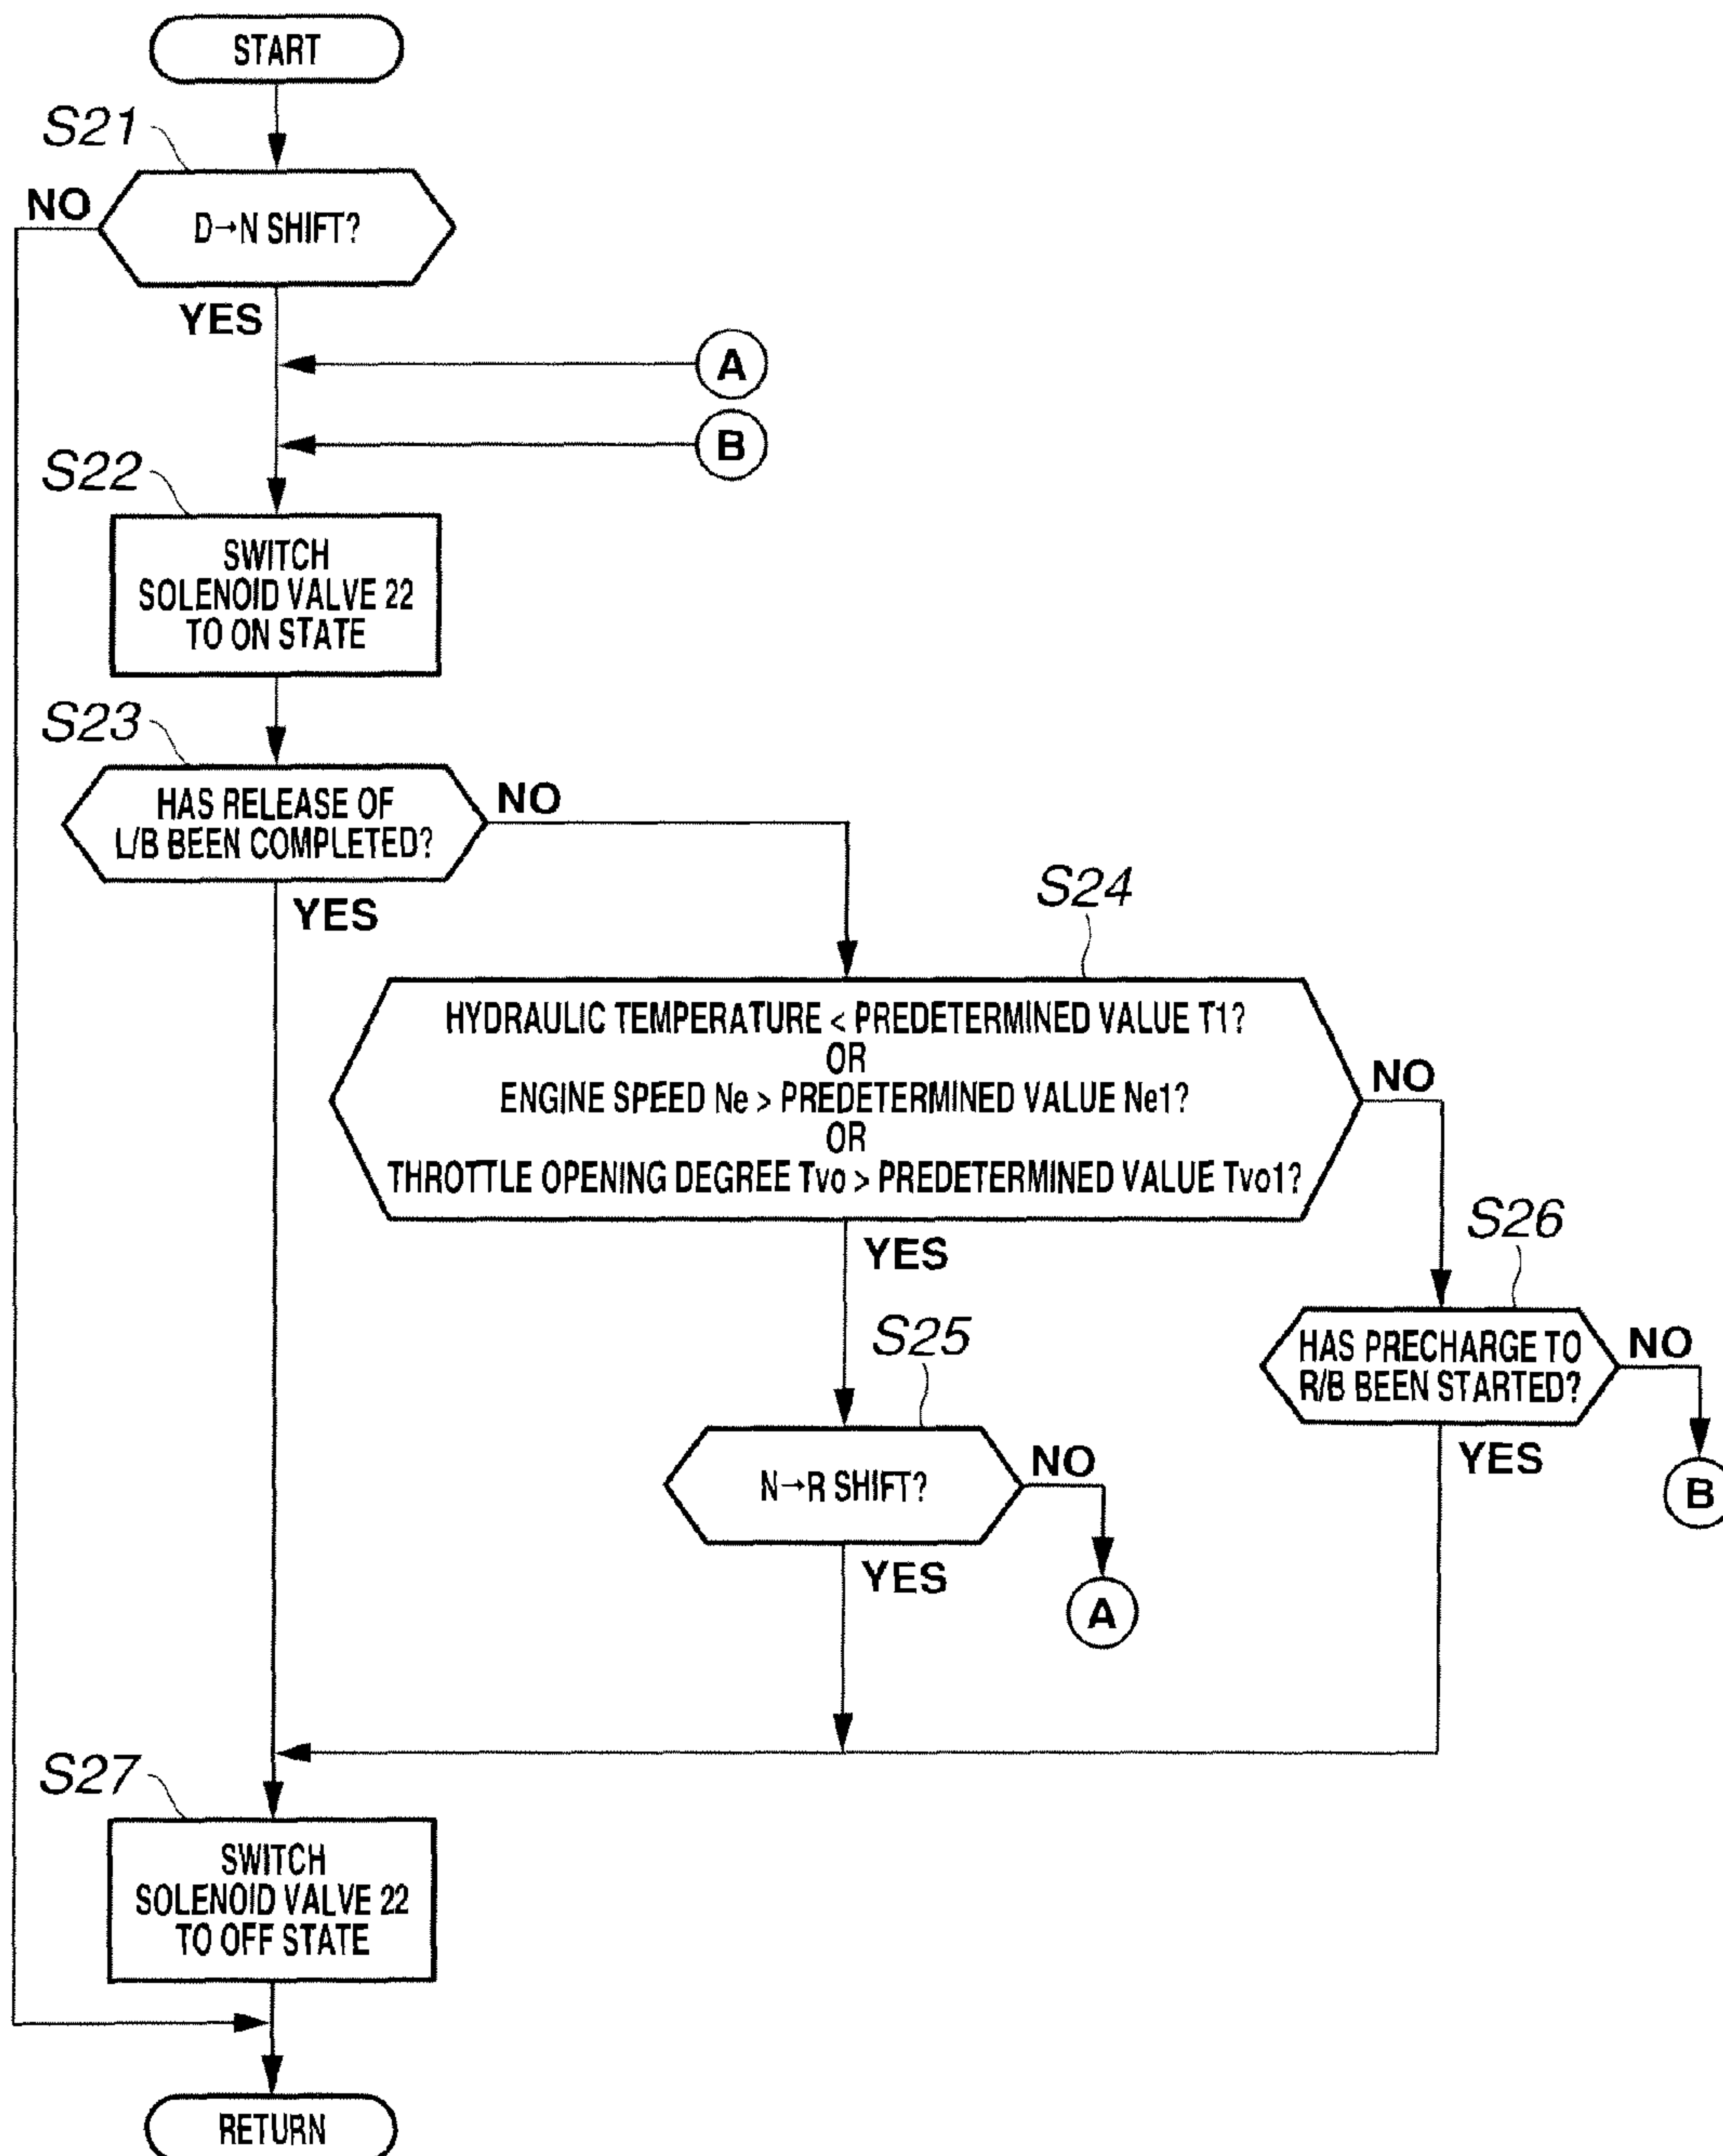 START
S21
NO
D→N SHIFT?
YES
A
B
S22
SWITCH
SOLENOID VALVE 22
TO ON STATE
S23
HAS RELEASE OF
L/B BEEN COMPLETED?
NO
YES
S24
HYDRAULIC TEMPERATURE < PREDETERMINED VALUE T1?
OR
ENGINE SPEED Ne > PREDETERMINED VALUE Ne1?
OR
THROTTLE OPENING DEGREE Tvo > PREDETERMINED VALUE Tvo1?
NO
YES
S26
HAS PRECHARGE TO
R/B BEEN STARTED?
NO
YES
B
S25
N→R SHIFT?
NO
YES
A
S27
SWITCH
SOLENOID VALVE 22
TO OFF STATE
RETURN